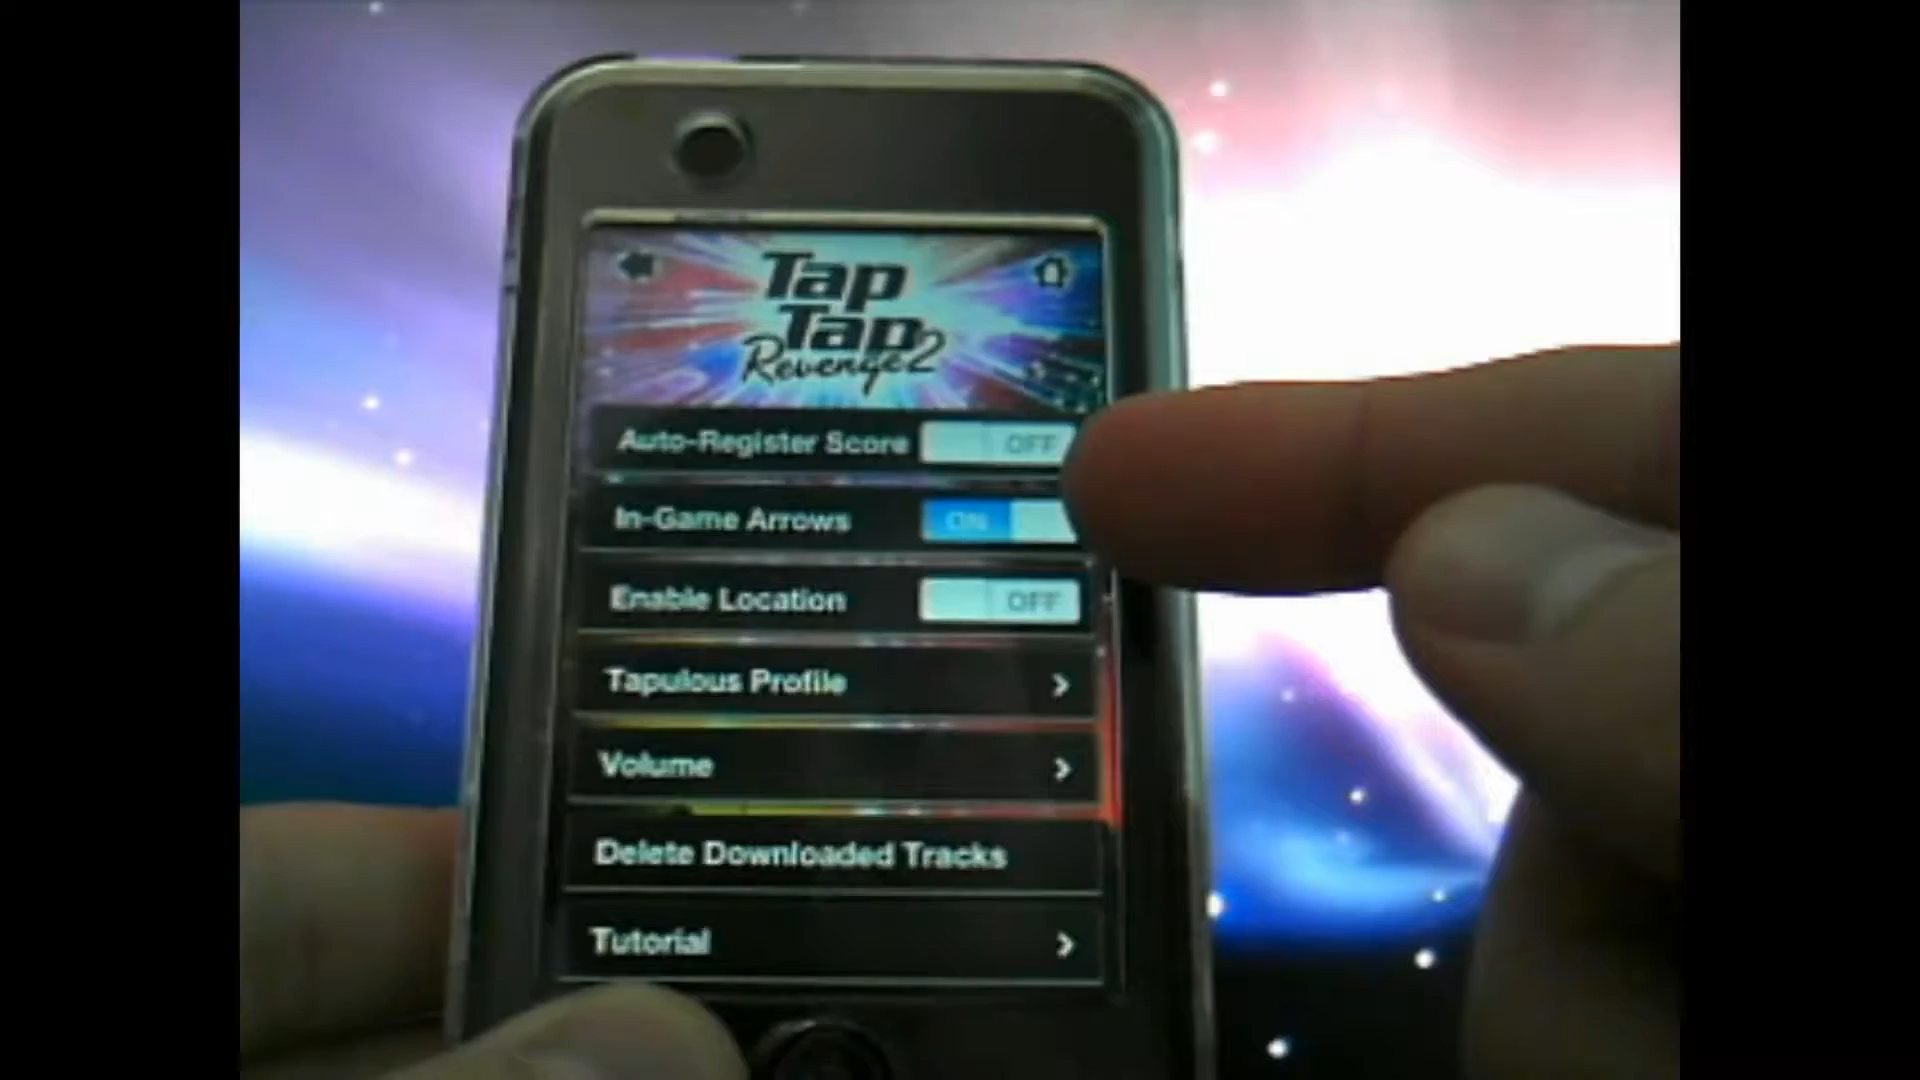 Tap
Tap
Revenge2
Auto-Register Score OFF
In-Game Arrows ON
Enable Location OFF
Tapulous Profile
Volume
Delete Downloaded Tracks
Tutorial